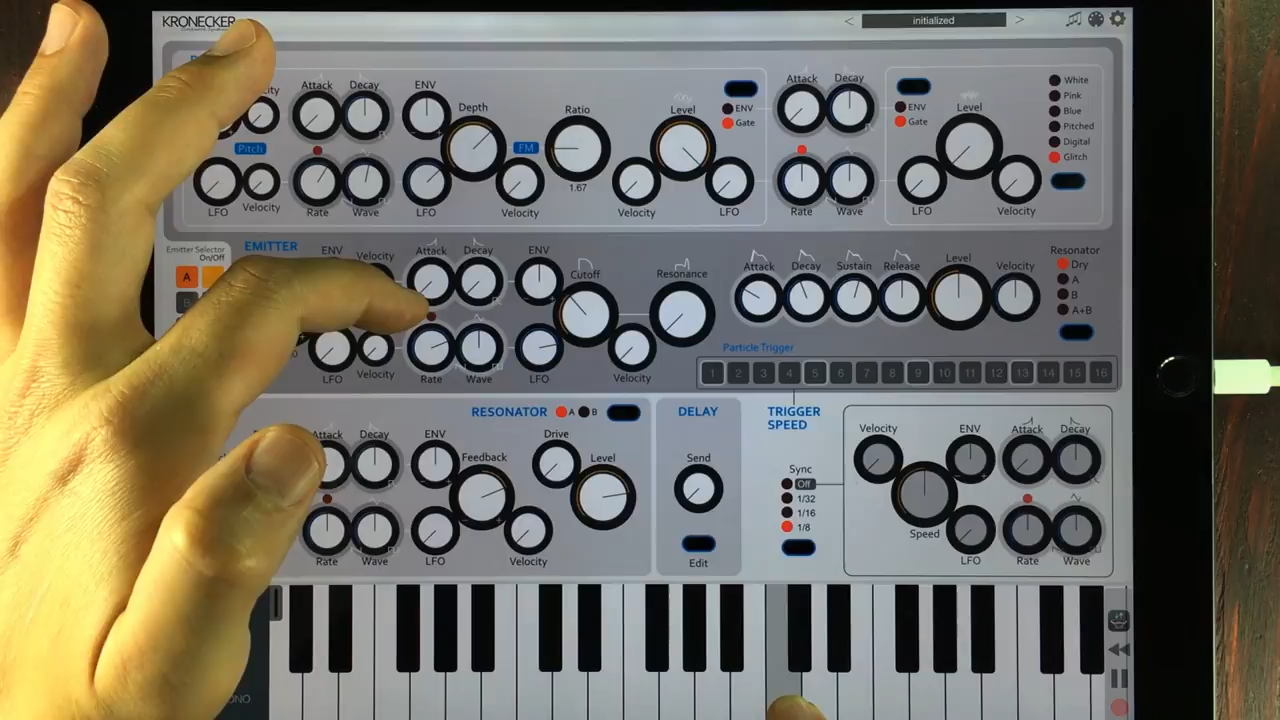 KRONECKER
< initialized >
Attack Decay ENV Depth Ratio Level ENV Gate
Pitch FM
1.67
LFO Velocity Rate Wave LFO Velocity Velocity LFO
Attack Decay ENV Gate Level
Rate Wave LFO Velocity
White
Pink
Blue
Pitched
Digital
Glitch
Emitter Selector
On/Off
A
EMITTER
ENV Velocity Attack Decay ENV Cutoff Resonance
LFO Velocity Rate Wave LFO Velocity
Attack Decay Sustain Release Level Velocity
Resonator
Dry
A
B
A+B
Particle Trigger
1 2 3 4 5 6 7 8 9 10 11 12 13 14 15 16
RESONATOR A B
Attack Decay ENV Feedback Drive Level
Rate Wave LFO Velocity
DELAY
Send
Edit
TRIGGER
SPEED
Sync
Off
1/32
1/16
1/8
Velocity ENV Attack Decay
Speed LFO Rate Wave